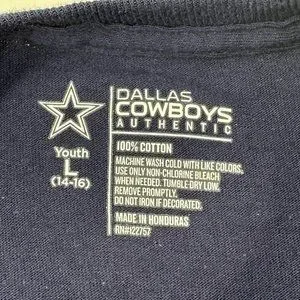 DALLAS
COWBOYS
AUTHENTIC
Youth
L
(14-16)
100% COTTON
MACHINE WASH COLD WITH LIKE COLORS.
USE ONLY NON-CHLORINE BLEACH
WHEN NEEDED. TUMBLE DRY LOW.
REMOVE PROMPTLY.
DO NOT IRON IF DECORATED.
MADE IN HONDURAS
RN#122757